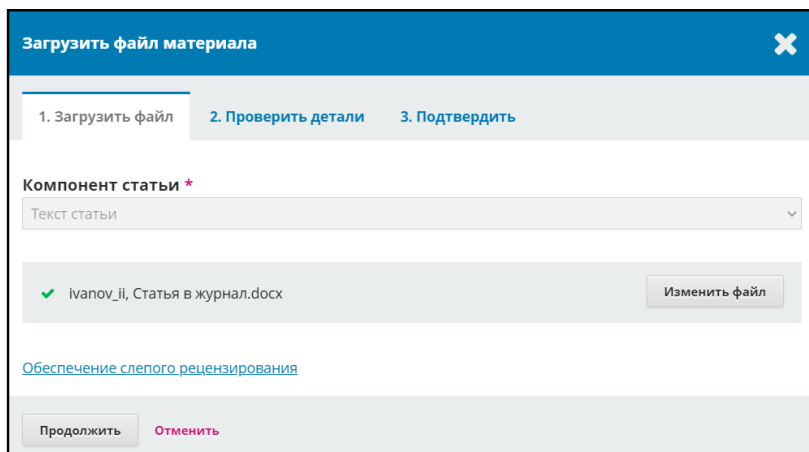 Загрузить файл материала
1. Загрузить файл 2. Проверить детали 3. Подтвердить
Компонент статьи *
Текст статьи
ivanov_ii, Статья в журнал.docx Изменить файл
Обеспечение слепого рецензирования
Продолжить Отменить